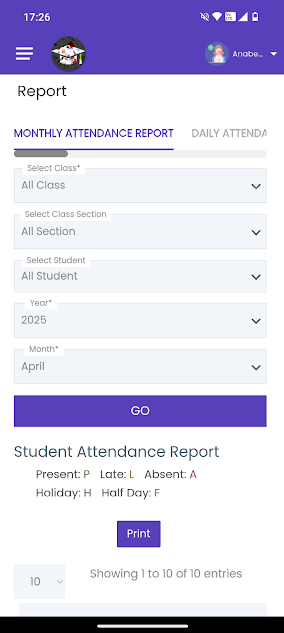 17:26
Anabe...
Report
MONTHLY ATTENDANCE REPORT DAILY ATTENDA
Select Class*
All Class
Select Class Section
All Section
Select Student
All Student
Year*
2025
Month*
April
GO
Student Attendance Report
Present: P Late: L Absent: A
Holiday: H Half Day: F
Print
10 Showing 1 to 10 of 10 entries